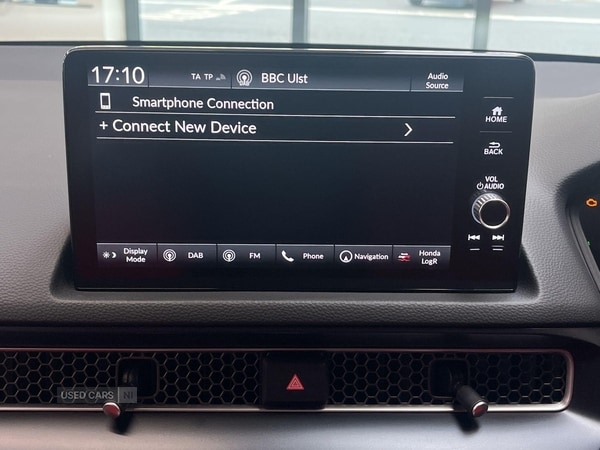 17:10 TA TP BBC Ulst Audio Source
Smartphone Connection
+ Connect New Device
HOME
BACK
VOL
AUDIO
Display Mode DAB FM Phone Navigation Honda LogR
USED CARS NI